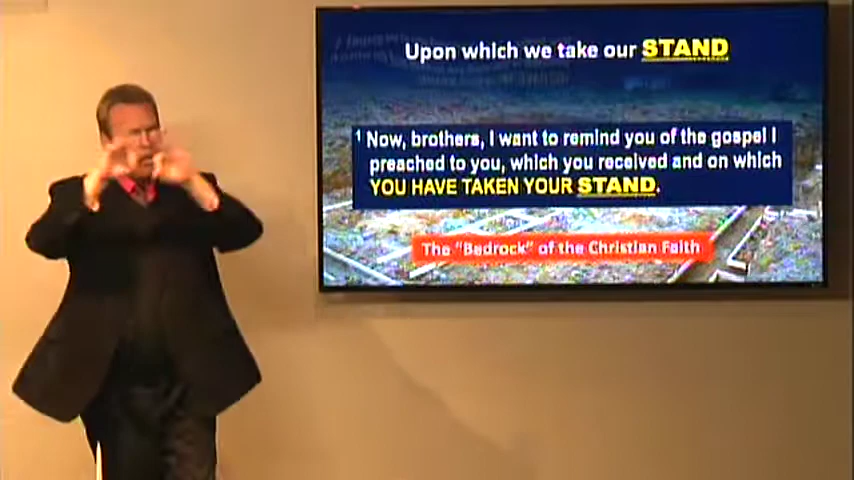 Upon which we take our STAND
1 Now, brothers, I want to remind you of the gospel I
preached to you, which you received and on which
YOU HAVE TAKEN YOUR STAND.
The "Bedrock" of the Christian Faith